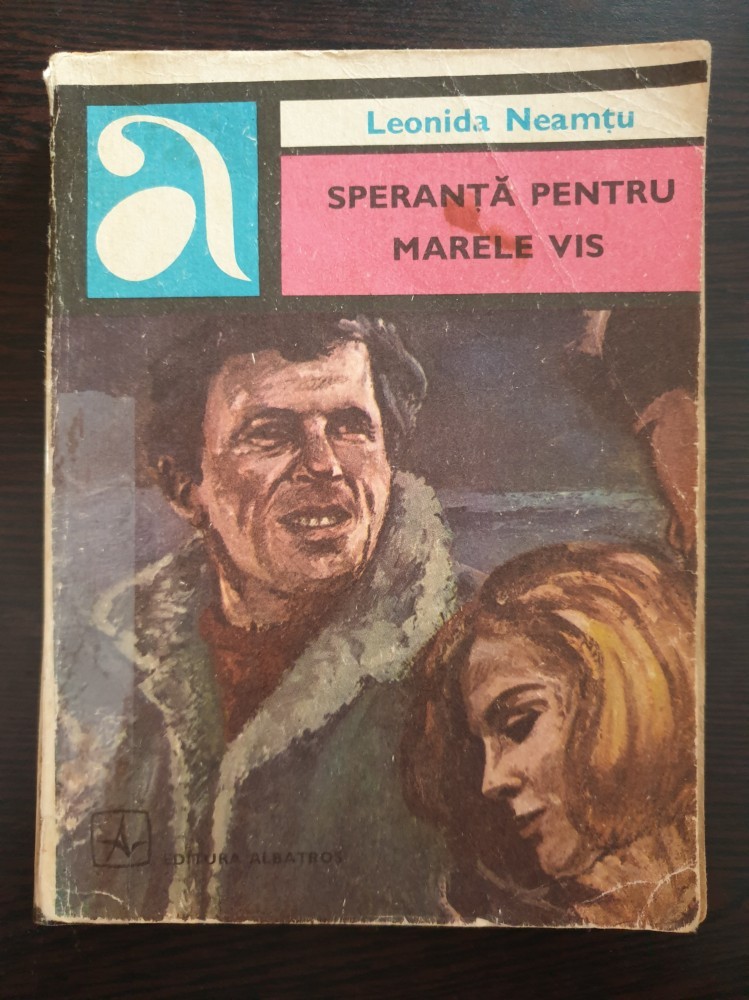 a
Leonida Neamțu
SPERANȚĂ PENTRU
MARELE VIS
A
EDITURA ALBATROS